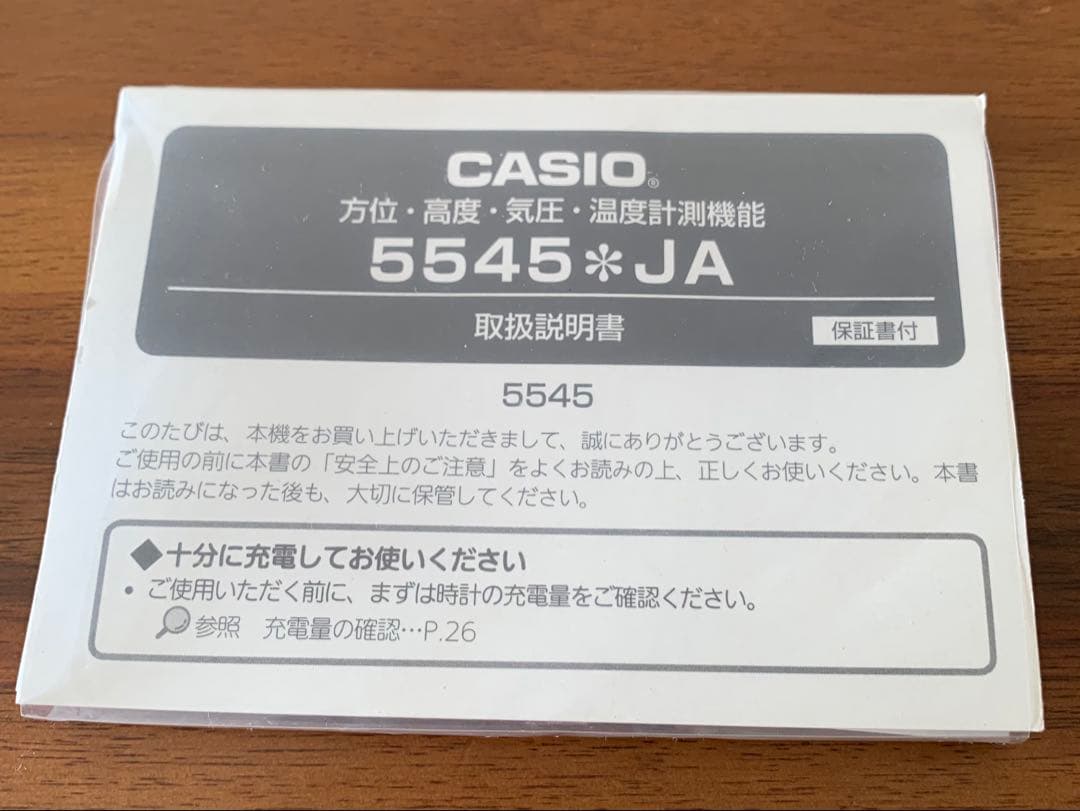 CASIO®
方位・高度・気圧・温度計測機能
5545＊JA
取扱説明書
保証書付
5545
このたびは、本機をお買い上げいただきまして、誠にありがとうございます。
ご使用の前に本書の「安全上のご注意」をよくお読みの上、正しくお使いください。本書
はお読みになった後も、大切に保管してください。
◆十分に充電してお使いください
• ご使用いただく前に、まずは時計の充電量をご確認ください。
参照 充電量の確認…P.26